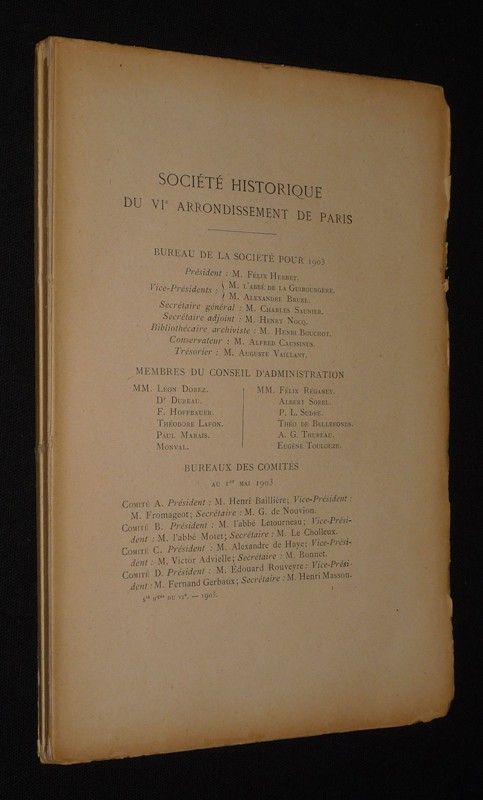 SOCIÉTÉ HISTORIQUE
DU VIe ARRONDISSEMENT DE PARIS
BUREAU DE LA SOCIÉTÉ POUR 1903
Président : M. FÉLIX HERBET.
Vice-Présidents : { M. L'ABBÉ DE LA GUIBOURGÈRE.
M. ALEXANDRE BRUEL.
Secrétaire général : M. CHARLES SAUNIER.
Secrétaire adjoint : M. HENRY NOCQ.
Bibliothécaire archiviste : M. HENRI BOUCHOT.
Conservateur : M. ALFRED CAUSSINUS.
Trésorier : M. AUGUSTE VAILLANT.
MEMBRES DU CONSEIL D'ADMINISTRATION
MM. LÉON DOREZ.
Dr DUREAU.
F. HOFFBAUER.
THÉODORE LAFON.
PAUL MARAIS.
MONVAL.
MM. FÉLIX RÉGAMEY.
ALBERT SOREL.
P. L. SUDRE.
THÉO DE BELLEFONDS.
A. G. THUREAU.
EUGÈNE TOULOUZE.
BUREAUX DES COMITÉS
AU 1er MAI 1903
COMITÉ A. Président : M. Henri Baillière; Vice-Président :
M. Fromageot; Secrétaire : M. G. de Nouvion.
COMITÉ B. Président : M. l'abbé Letourneau; Vice-Prési-
dent : M. l'abbé Motet; Secrétaire : M. Le Cholleux.
COMITÉ C. Président : M. Alexandre de Haye; Vice-Prési-
dent : M. Victor Advielle; Secrétaire : M. Bonnet.
COMITÉ D. Président : M. Édouard Rouveyre; Vice-Prési-
dent : M. Fernand Gerbaux; Secrétaire : M. Henri Masson.
Sté Hque DU VIe. — 1903.
1